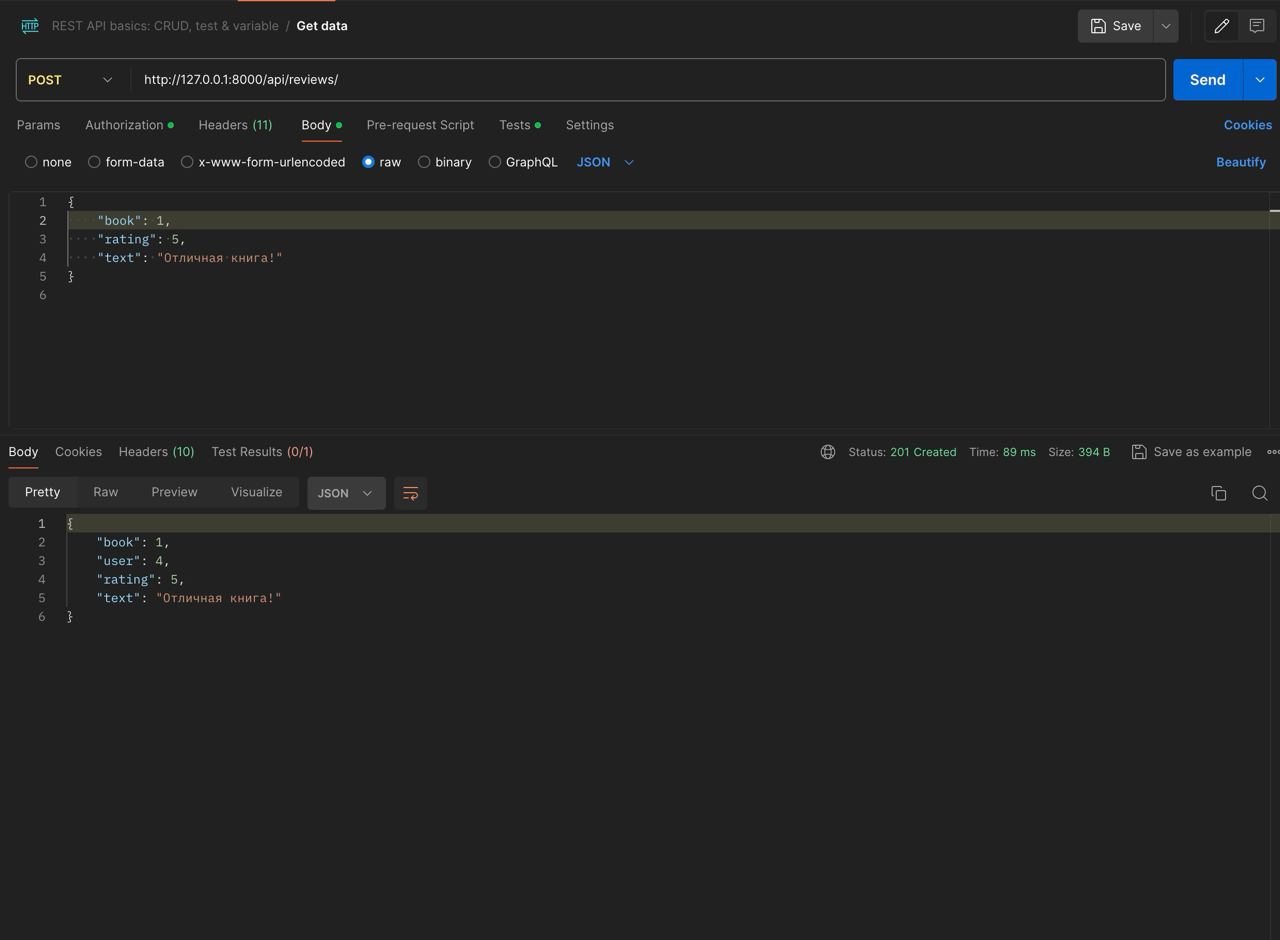 HTTP REST API basics: CRUD, test & variable / Get data Save
POST http://127.0.0.1:8000/api/reviews/ Send
Params Authorization Headers (11) Body Pre-request Script Tests Settings Cookies
none form-data x-www-form-urlencoded raw binary GraphQL JSON Beautify
1 {
2 "book": 1,
3 "rating": 5,
4 "text": "Отличная книга!"
5 }
6
Body Cookies Headers (10) Test Results (0/1) Status: 201 Created Time: 89 ms Size: 394 B Save as example
Pretty Raw Preview Visualize JSON
1 {
2 "book": 1,
3 "user": 4,
4 "rating": 5,
5 "text": "Отличная книга!"
6 }